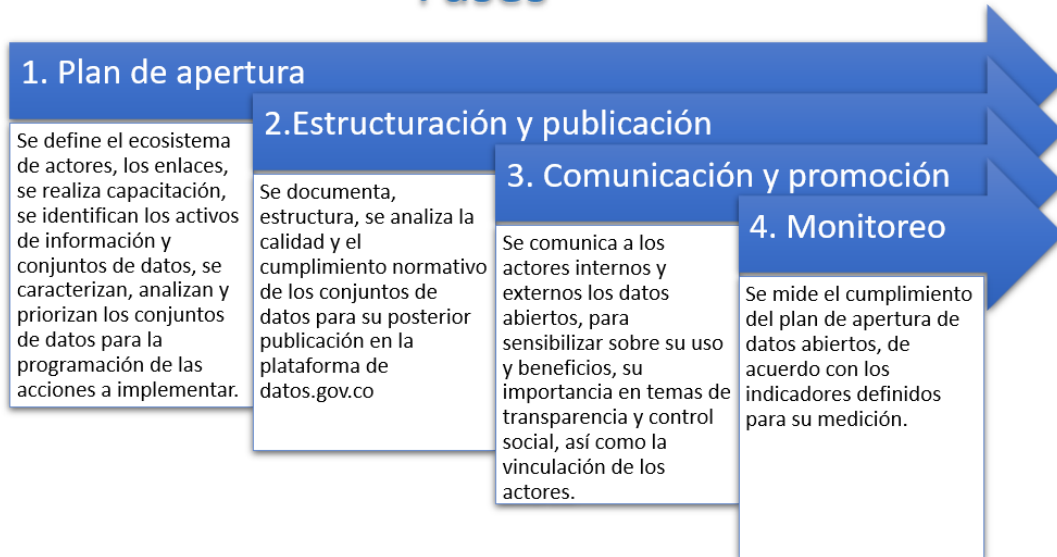 1. Plan de apertura
Se define el ecosistema
de actores, los enlaces,
se realiza capacitación,
se identifican los activos
de información y
conjuntos de datos, se
caracterizan, analizan y
priorizan los conjuntos
de datos para la
programación de las
acciones a implementar.
2.Estructuración y publicación
Se documenta,
estructura, se analiza la
calidad y el
cumplimiento normativo
de los conjuntos de
datos para su posterior
publicación en la
plataforma de
datos.gov.co
3. Comunicación y promoción
Se comunica a los
actores internos y
externos los datos
abiertos, para
sensibilizar sobre su uso
y beneficios, su
importancia en temas de
transparencia y control
social, así como la
vinculación de los
actores.
4. Monitoreo
Se mide el cumplimiento
del plan de apertura de
datos abiertos, de
acuerdo con los
indicadores definidos
para su medición.